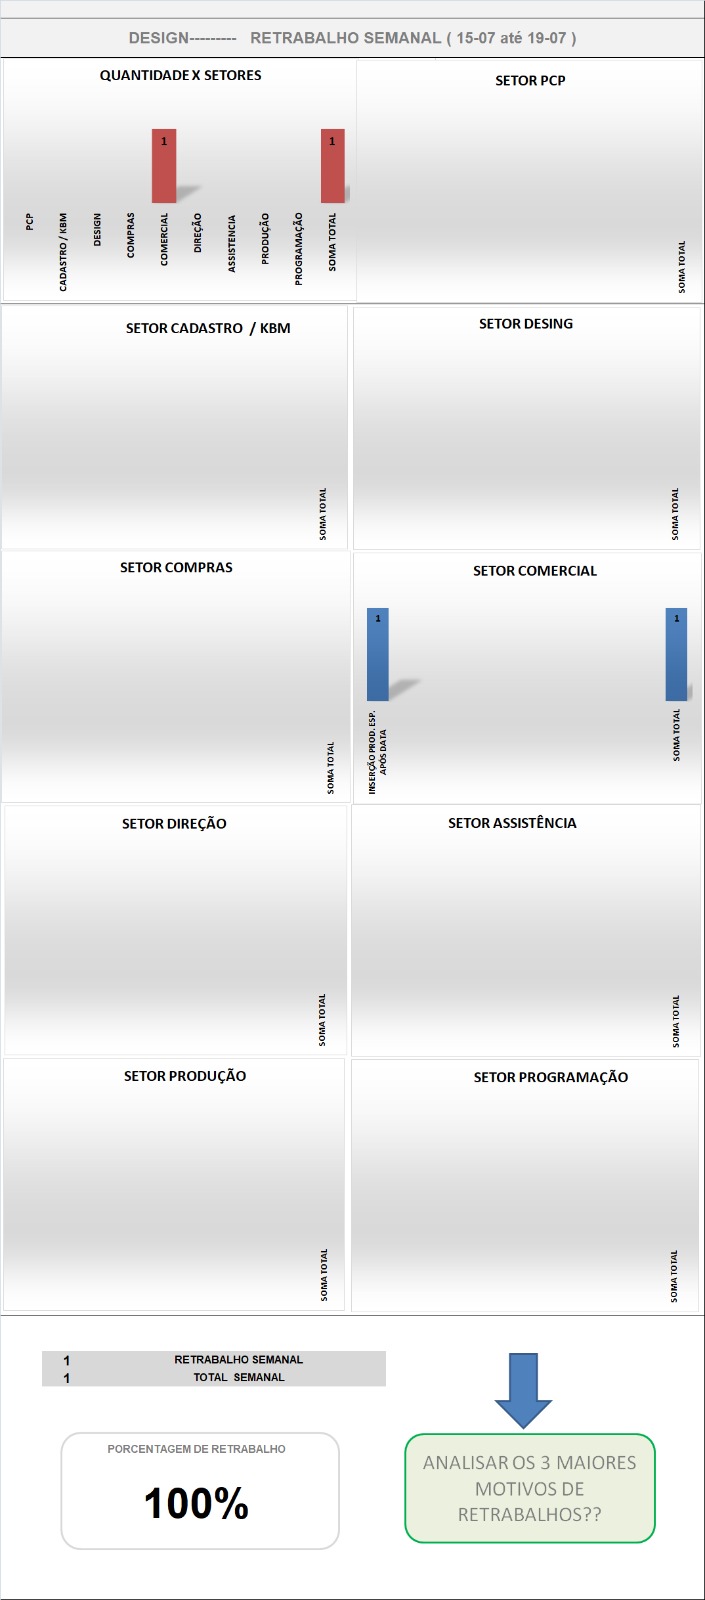 DESIGN--------- RETRABALHO SEMANAL ( 15-07 até 19-07 )
QUANTIDADE X SETORES
1
1
PCP
CADASTRO / KBM
DESIGN
COMPRAS
COMERCIAL
DIREÇÃO
ASSISTENCIA
PRODUÇÃO
PROGRAMAÇÃO
SOMA TOTAL
SETOR PCP
SOMA TOTAL
SETOR CADASTRO / KBM
SOMA TOTAL
SETOR DESING
SOMA TOTAL
SETOR COMPRAS
SOMA TOTAL
SETOR COMERCIAL
1
1
INSERÇÃO PROD. ESP.
APÓS DATA
SOMA TOTAL
SETOR DIREÇÃO
SOMA TOTAL
SETOR ASSISTÊNCIA
SOMA TOTAL
SETOR PRODUÇÃO
SOMA TOTAL
SETOR PROGRAMAÇÃO
SOMA TOTAL
1 RETRABALHO SEMANAL
1 TOTAL SEMANAL
PORCENTAGEM DE RETRABALHO
100%
ANALISAR OS 3 MAIORES
MOTIVOS DE
RETRABALHOS??